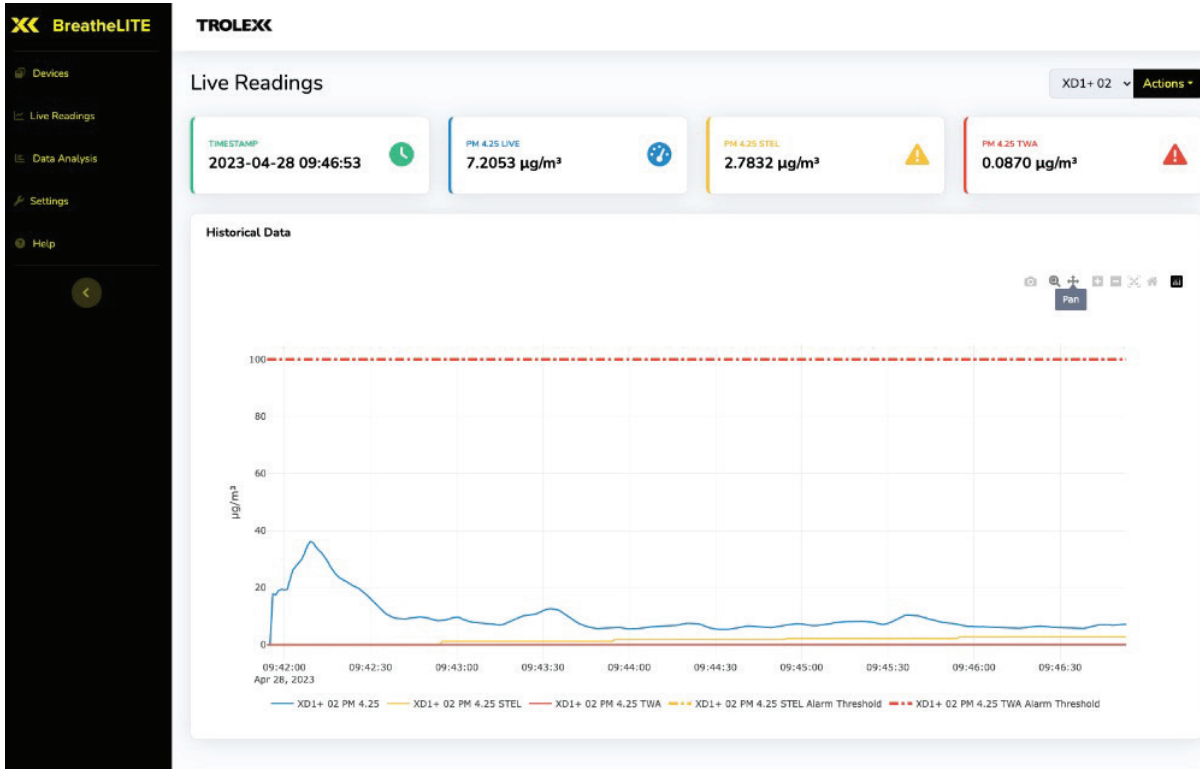 BreatheLITE
TROLEX
Devices
Live Readings
Data Analysis
Settings
Help
Live Readings
XD1+ 02
Actions
TIMESTAMP
2023-04-28 09:46:53
PM 4.25 LIVE
7.2053 µg/m³
PM 4.25 STEL
2.7832 µg/m³
PM 4.25 TWA
0.0870 µg/m³
Historical Data
Pan
100
80
60
40
20
0
µg/m³
09:42:00 09:42:30 09:43:00 09:43:30 09:44:00 09:44:30 09:45:00 09:45:30 09:46:00 09:46:30
Apr 28, 2023
XD1+ 02 PM 4.25 XD1+ 02 PM 4.25 STEL XD1+ 02 PM 4.25 TWA XD1+ 02 PM 4.25 STEL Alarm Threshold XD1+ 02 PM 4.25 TWA Alarm Threshold